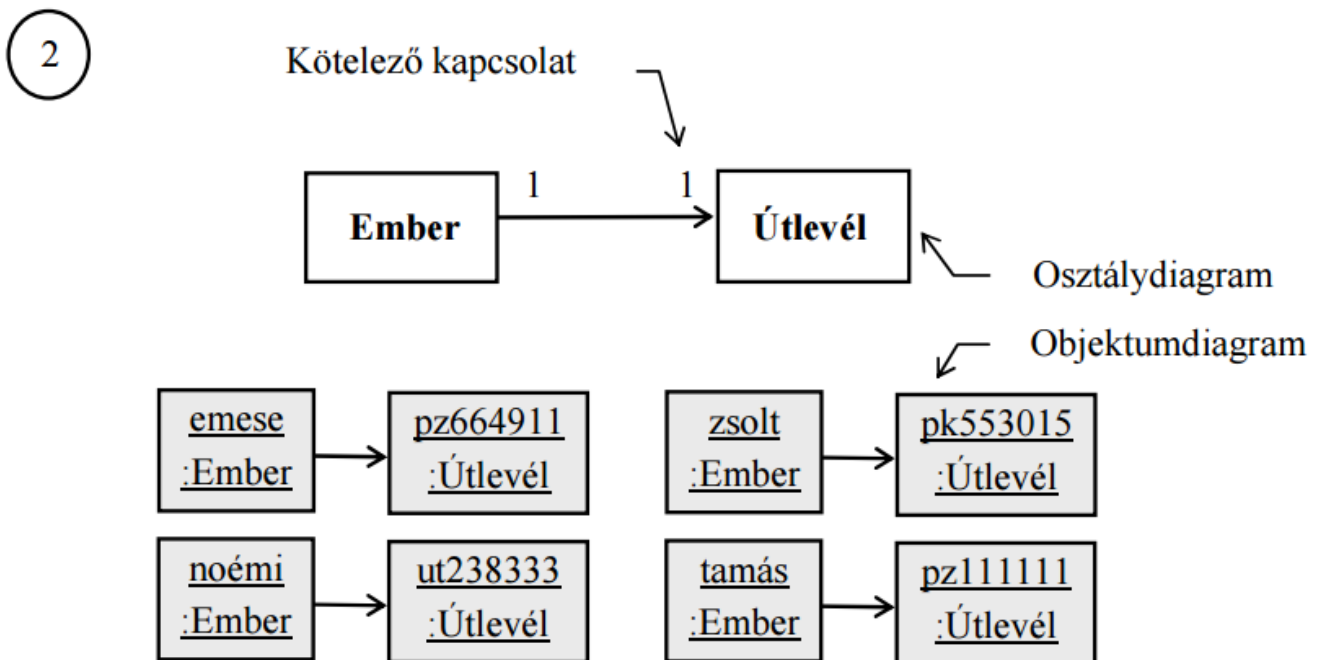 2
Kötelező kapcsolat
1
1
Ember
Útlevél
Osztálydiagram
Objektumdiagram
emese
:Ember
pz664911
:Útlevél
zsolt
:Ember
pk553015
:Útlevél
noémi
:Ember
ut238333
:Útlevél
tamás
:Ember
pz111111
:Útlevél